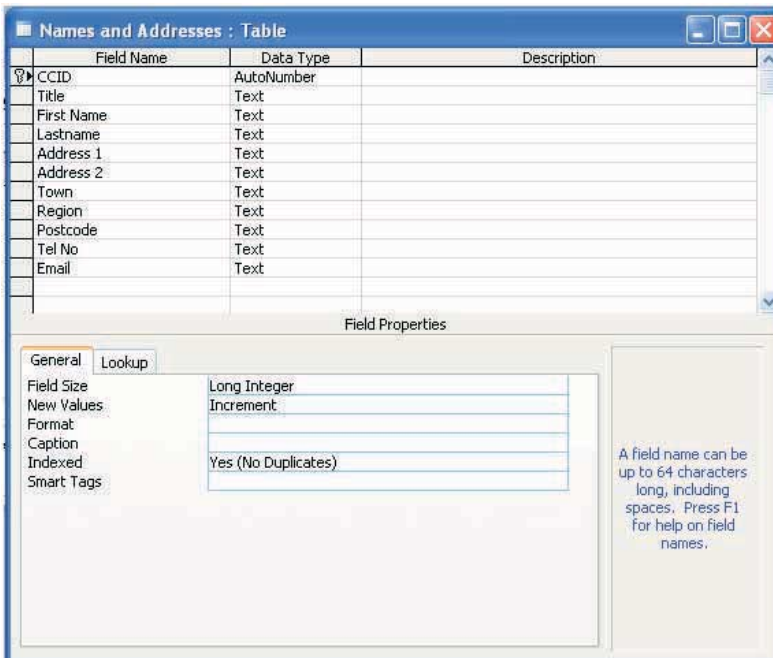 Names and Addresses : Table
Field Name Data Type Description
CCID AutoNumber
Title Text
First Name Text
Lastname Text
Address 1 Text
Address 2 Text
Town Text
Region Text
Postcode Text
Tel No Text
Email Text
Field Properties
General Lookup
Field Size Long Integer
New Values Increment
Format
Caption
Indexed Yes (No Duplicates)
Smart Tags
A field name can be
up to 64 characters
long, including
spaces. Press F1
for help on field
names.